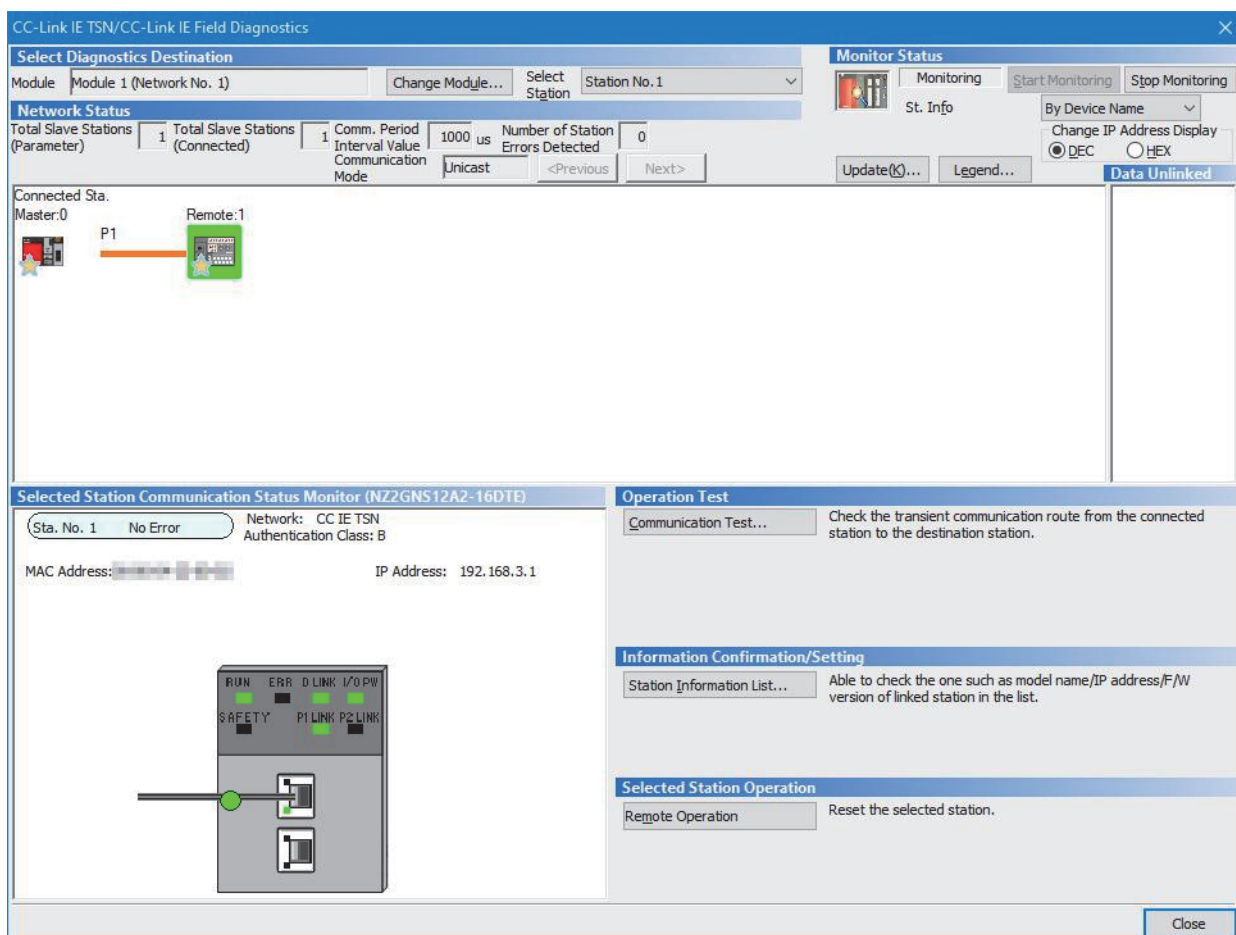 CC-Link IE TSN/CC-Link IE Field Diagnostics
Select Diagnostics Destination
Module Module 1 (Network No. 1) Change Module... Select Station Station No.1
Monitor Status
Monitoring Start Monitoring Stop Monitoring
St. Info By Device Name
Change IP Address Display
DEC HEX
Update(K)... Legend...
Network Status
Total Slave Stations (Parameter) 1 Total Slave Stations (Connected) 1 Comm. Period Interval Value 1000 us Number of Station Errors Detected 0
Communication Mode Unicast <Previous Next>
Data Unlinked
Connected Sta.
Master:0 Remote:1
P1
Selected Station Communication Status Monitor (NZ2GNS12A2-16DTE)
Sta. No. 1 No Error Network: CC IE TSN
Authentication Class: B
MAC Address: IP Address: 192.168.3.1
RUN ERR D LINK I/O PW
SAFETY P1 LINK P2 LINK
Operation Test
Communication Test... Check the transient communication route from the connected
station to the destination station.
Information Confirmation/Setting
Station Information List... Able to check the one such as model name/IP address/F/W
version of linked station in the list.
Selected Station Operation
Remote Operation Reset the selected station.
Close